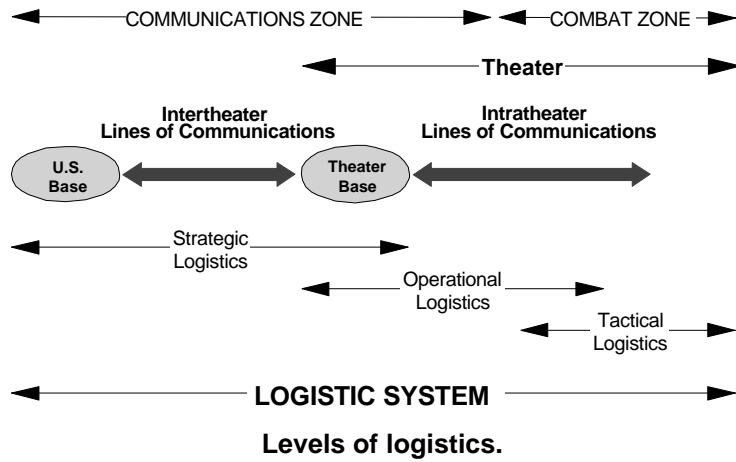 COMMUNICATIONS ZONE
COMBAT ZONE
Theater
Intertheater
Lines of Communications
Intratheater
Lines of Communications
U.S.
Base
Theater
Base
Strategic
Logistics
Operational
Logistics
Tactical
Logistics
LOGISTIC SYSTEM
Levels of logistics.